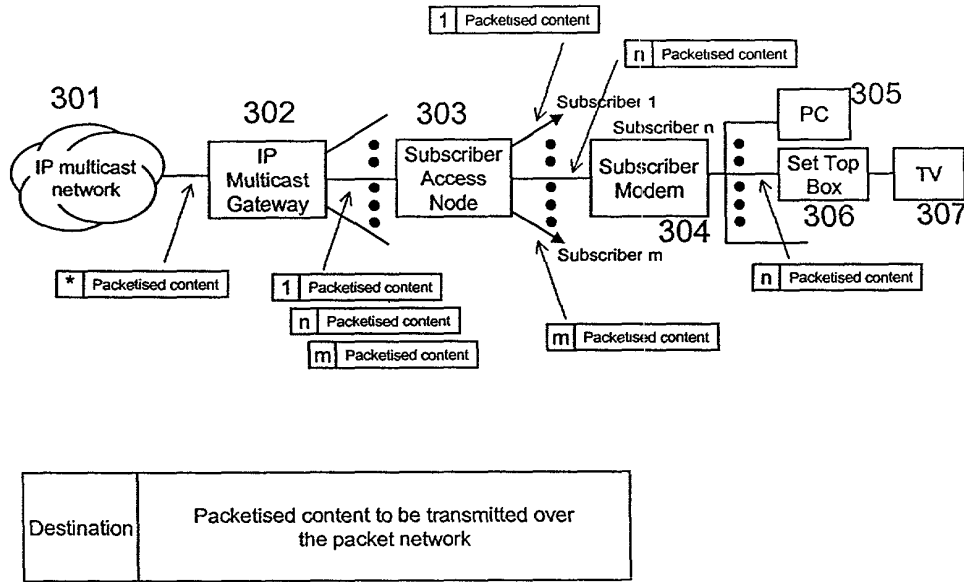 1 Packetised content
n Packetised content
301
302
303
305
Subscriber 1
Subscriber n
PC
IP multicast
network
IP
Multicast
Gateway
Subscriber
Access
Node
Subscriber
Modem
Set Top
Box
TV
304
306
307
Subscriber m
* Packetised content
1 Packetised content
n Packetised content
m Packetised content
m Packetised content
n Packetised content
Destination
Packetised content to be transmitted over
the packet network